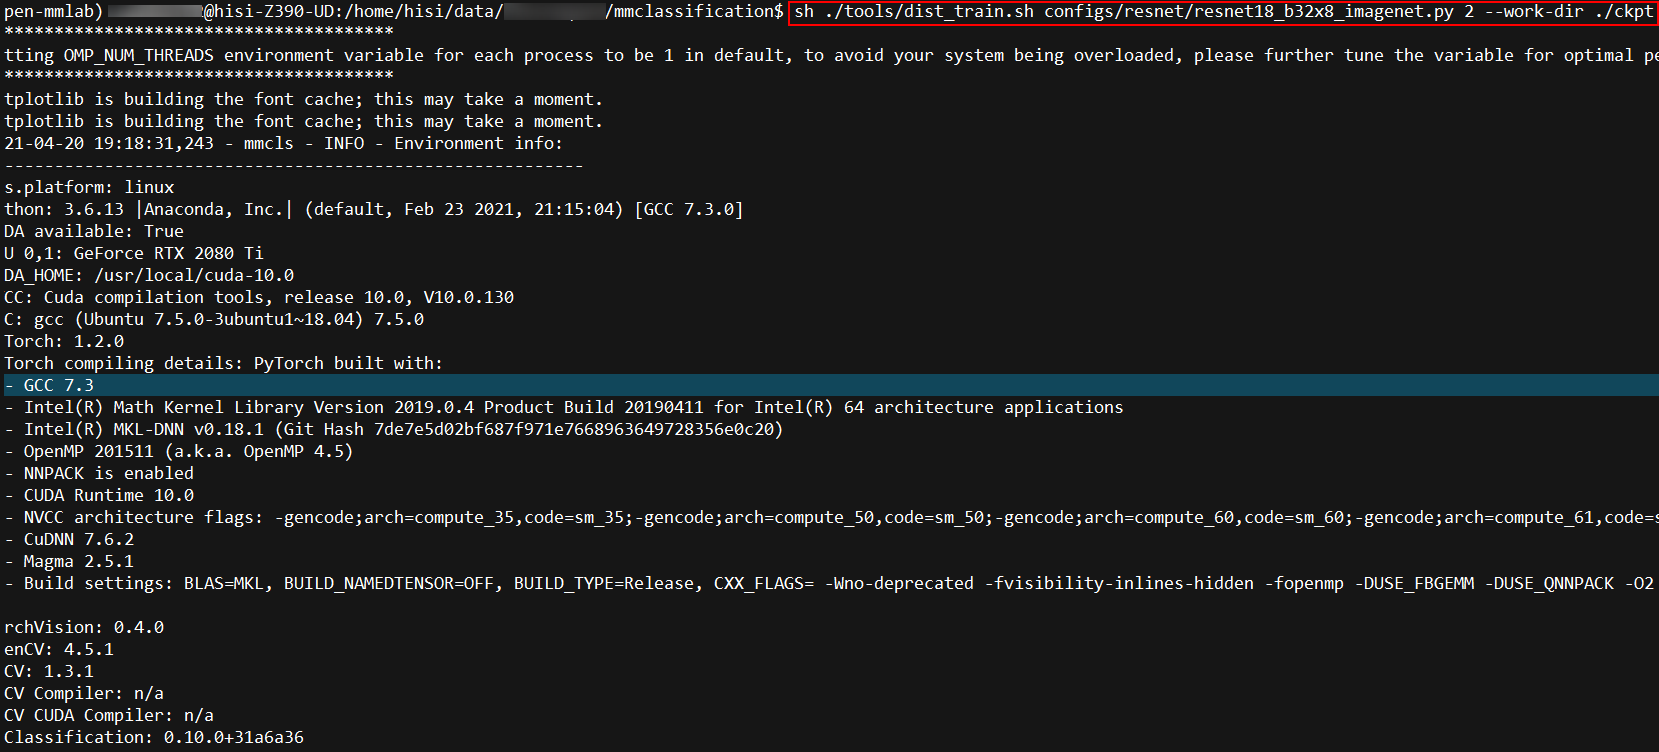 pen-mmlab) @hisi-Z390-UD:/home/hisi/data/ /mmclassification$ sh ./tools/dist_train.sh configs/resnet/resnet18_b32x8_imagenet.py 2 --work-dir ./ckpt
***************************************
tting OMP_NUM_THREADS environment variable for each process to be 1 in default, to avoid your system being overloaded, please further tune the variable for optimal pe
***************************************
tplotlib is building the font cache; this may take a moment.
tplotlib is building the font cache; this may take a moment.
21-04-20 19:18:31,243 - mmcls - INFO - Environment info:
----------------------------------------------------------
s.platform: linux
thon: 3.6.13 |Anaconda, Inc.| (default, Feb 23 2021, 21:15:04) [GCC 7.3.0]
DA available: True
U 0,1: GeForce RTX 2080 Ti
DA_HOME: /usr/local/cuda-10.0
CC: Cuda compilation tools, release 10.0, V10.0.130
C: gcc (Ubuntu 7.5.0-3ubuntu1~18.04) 7.5.0
Torch: 1.2.0
Torch compiling details: PyTorch built with:
- GCC 7.3
- Intel(R) Math Kernel Library Version 2019.0.4 Product Build 20190411 for Intel(R) 64 architecture applications
- Intel(R) MKL-DNN v0.18.1 (Git Hash 7de7e5d02bf687f971e7668963649728356e0c20)
- OpenMP 201511 (a.k.a. OpenMP 4.5)
- NNPACK is enabled
- CUDA Runtime 10.0
- NVCC architecture flags: -gencode;arch=compute_35,code=sm_35;-gencode;arch=compute_50,code=sm_50;-gencode;arch=compute_60,code=sm_60;-gencode;arch=compute_61,code=s
- CuDNN 7.6.2
- Magma 2.5.1
- Build settings: BLAS=MKL, BUILD_NAMEDTENSOR=OFF, BUILD_TYPE=Release, CXX_FLAGS= -Wno-deprecated -fvisibility-inlines-hidden -fopenmp -DUSE_FBGEMM -DUSE_QNNPACK -O2
rchVision: 0.4.0
enCV: 4.5.1
CV: 1.3.1
CV Compiler: n/a
CV CUDA Compiler: n/a
Classification: 0.10.0+31a6a36